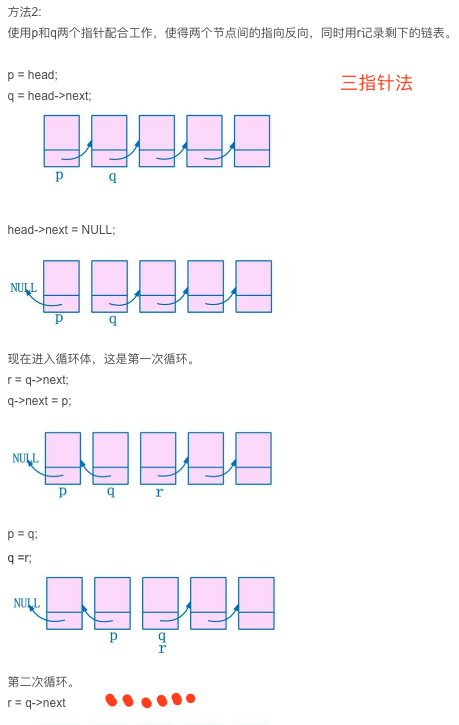 方法2:
使用p和q两个指针配合工作，使得两个节点间的指向反向，同时用r记录剩下的链表。
p = head;
三指针法
q = head->next;
p q
head->next = NULL;
NULL
p q
现在进入循环体，这是第一次循环。
r = q->next;
q->next = p;
NULL
p q r
p = q;
q =r;
NULL
p q
r
第二次循环。
r = q->next